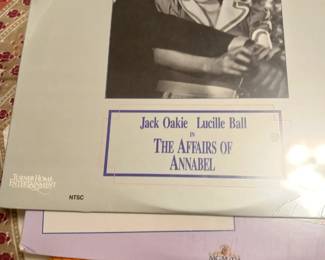 Jack Oakie Lucille Ball
IN
THE AFFAIRS OF
ANNABEL
TURNER HOME
ENTERTAINMENT
NTSC